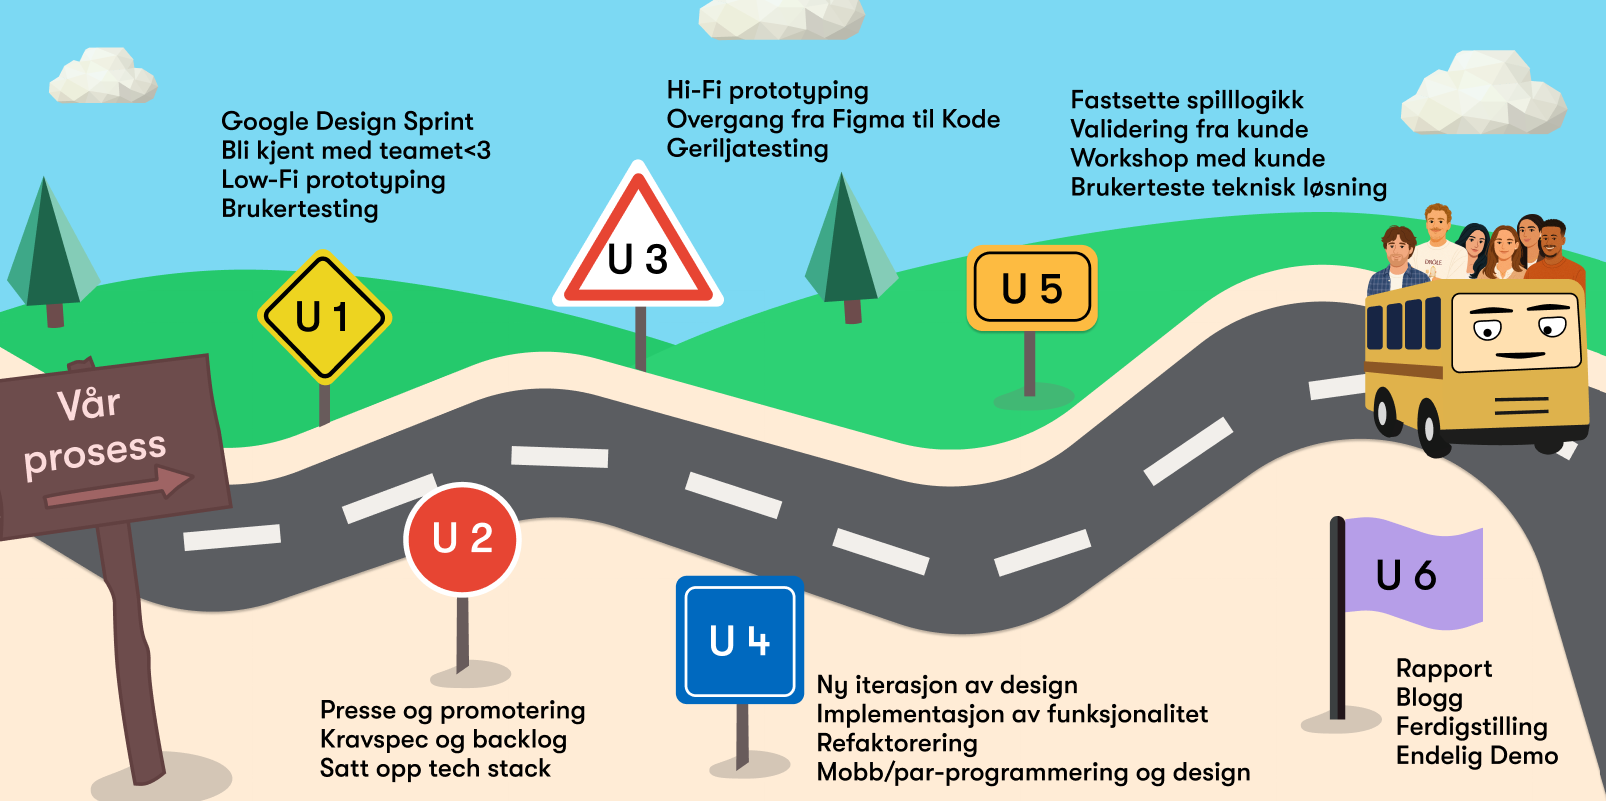 Vår
prosess
Google Design Sprint
Bli kjent med teamet<3
Low-Fi prototyping
Brukertesting
U 1
Presse og promotering
Kravspec og backlog
Satt opp tech stack
U 2
Hi-Fi prototyping
Overgang fra Figma til Kode
Geriljatesting
U 3
Ny iterasjon av design
Implementasjon av funksjonalitet
Refaktorering
Mobb/par-programmering og design
U 4
Fastsette spilllogikk
Validering fra kunde
Workshop med kunde
Brukerteste teknisk løsning
U 5
U 6
Rapport
Blogg
Ferdigstilling
Endelig Demo